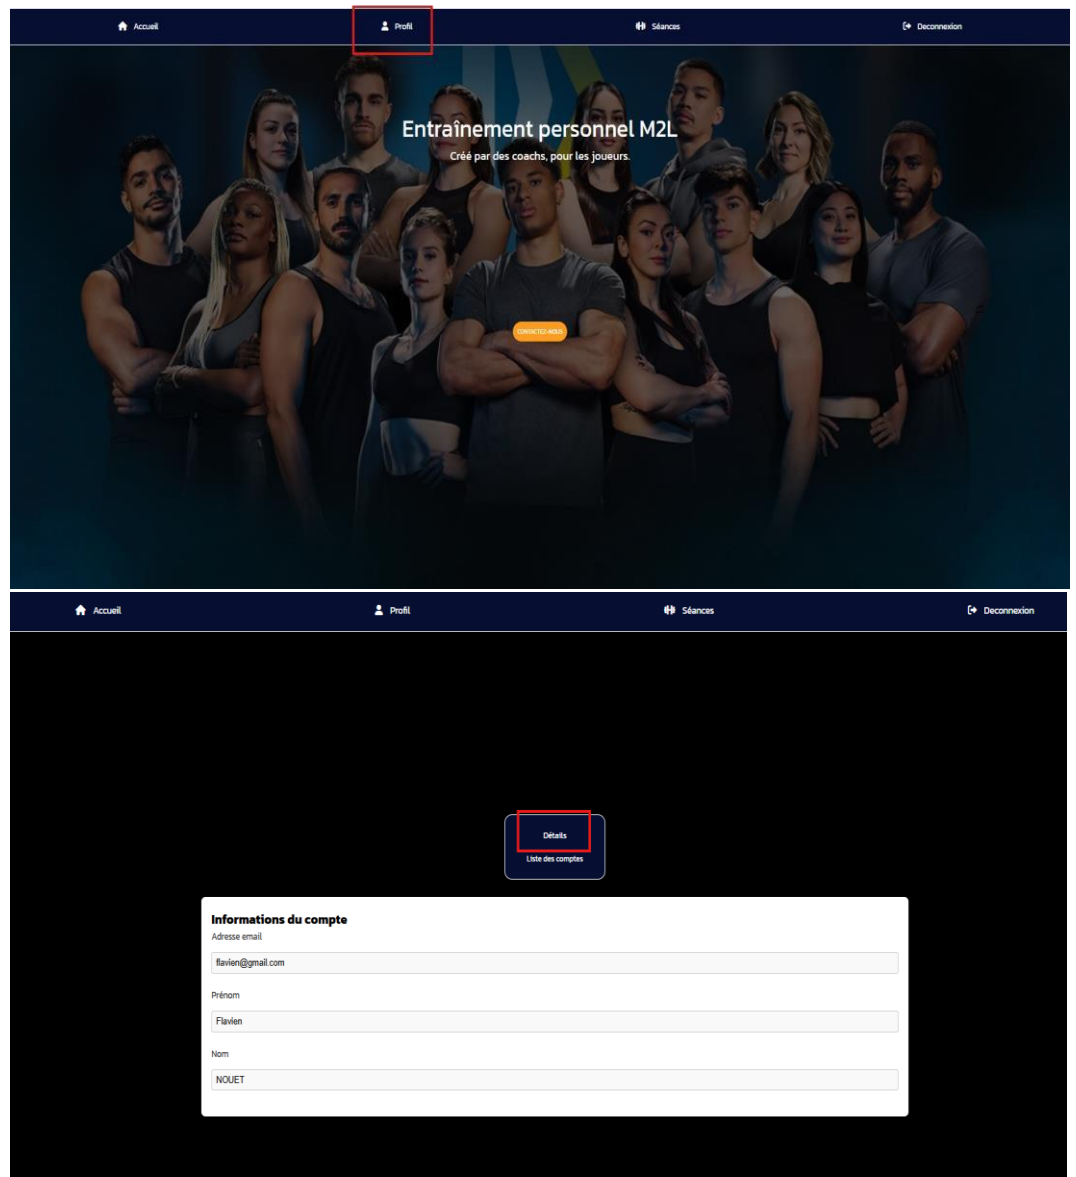 Accueil
Profil
Séances
Deconnexion
Entraînement personnel M2L
Créé par des coachs, pour les joueurs.
CONTACTEZ-NOUS
Accueil
Profil
Séances
Deconnexion
Détails
Liste des comptes
Informations du compte
Adresse email
flavien@gmail.com
Prénom
Flavien
Nom
NOUET